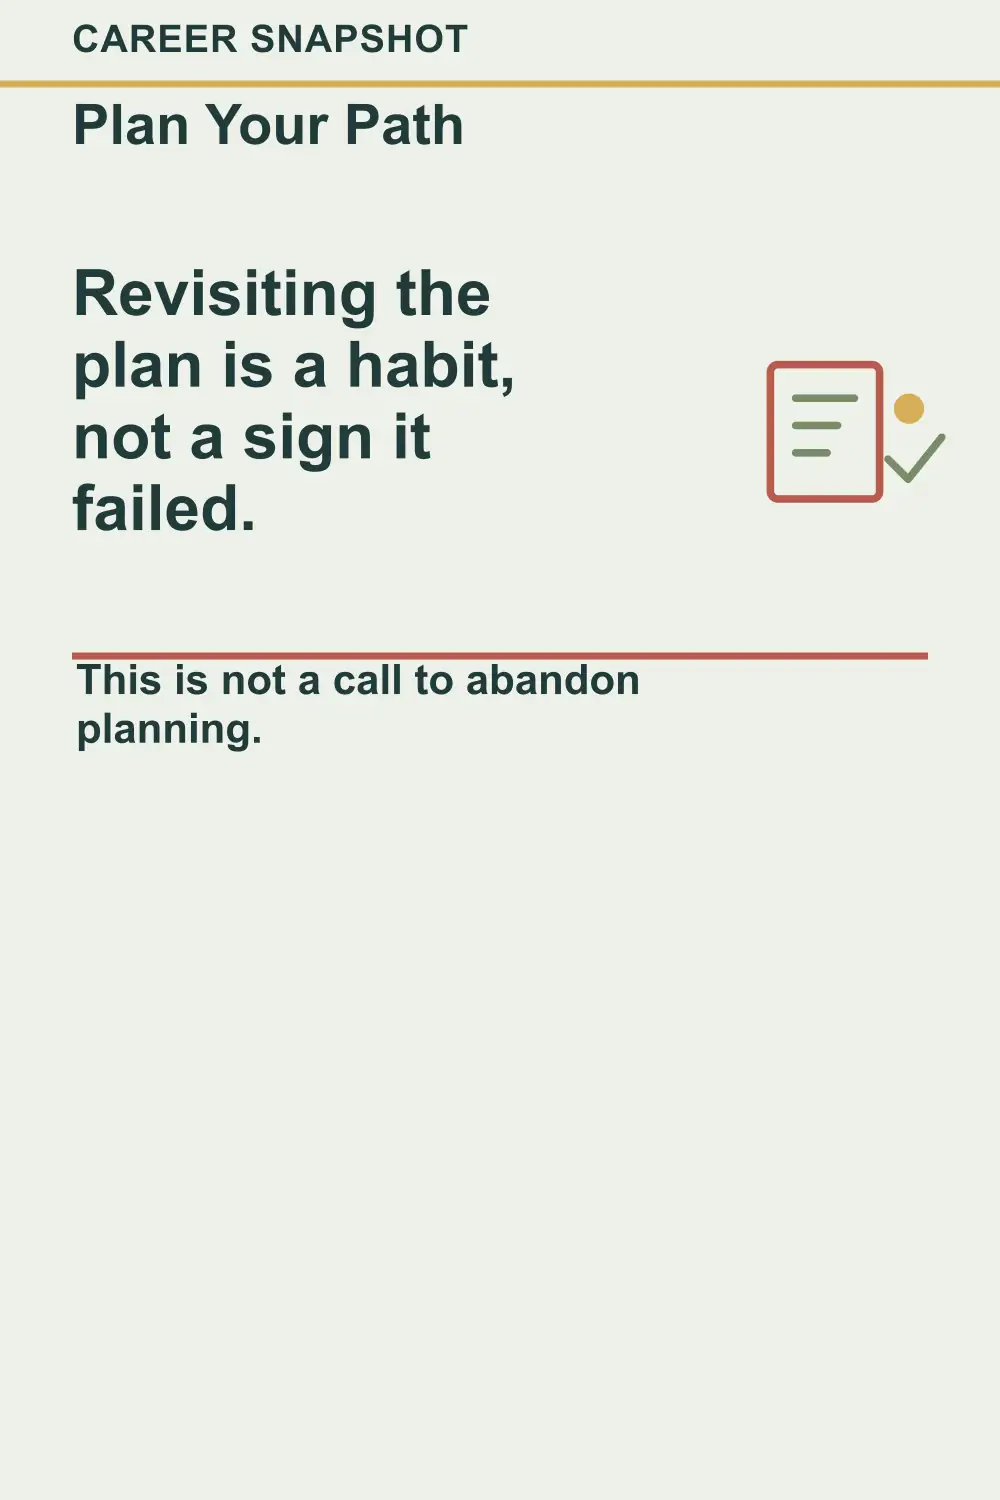 CAREER SNAPSHOT
Plan Your Path
Revisiting the
plan is a habit,
not a sign it
failed.
This is not a call to abandon
planning.